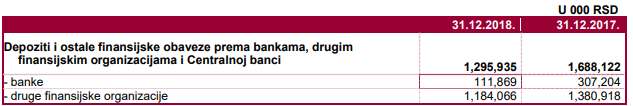 U 000 RSD
31.12.2018. 31.12.2017.
Depoziti i ostale finansijske obaveze prema bankama, drugim
finansijskim organizacijama i Centralnoj banci 1,295,935 1,688,122
- banke 111,869 307,204
- druge finansijske organizacije 1,184,066 1,380,918